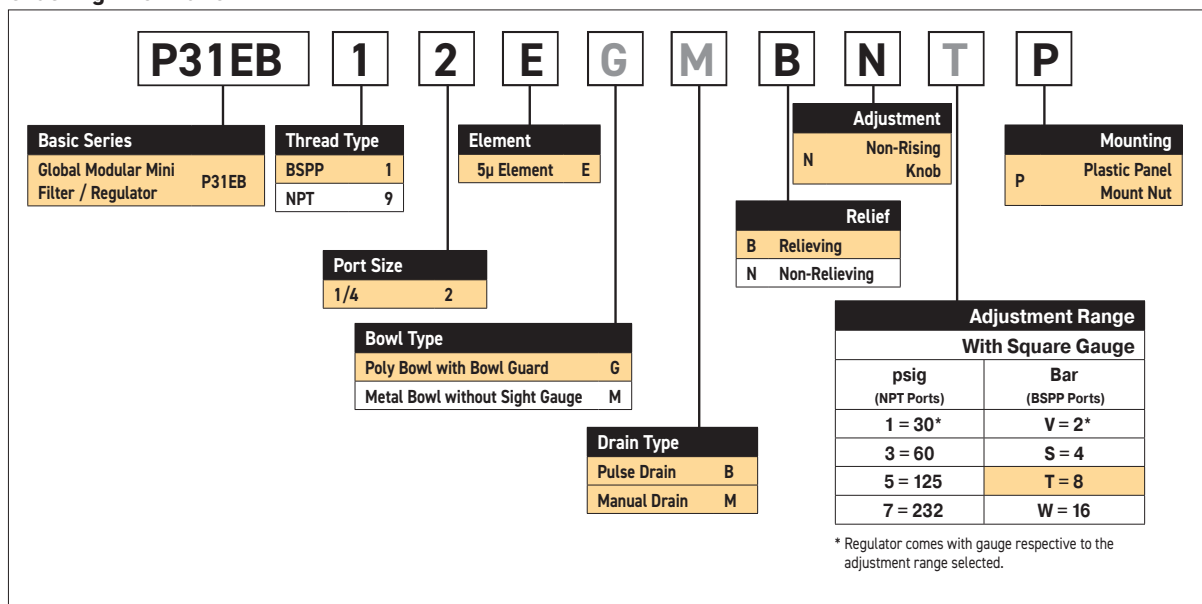 P31EB 1 2 E G M B N T P
Basic Series
Global Modular Mini
Filter / Regulator P31EB
Thread Type
BSPP 1
NPT 9
Element
5μ Element E
Adjustment
N Non-Rising
Knob
Mounting
P Plastic Panel
Mount Nut
Relief
B Relieving
N Non-Relieving
Port Size
1/4 2
Bowl Type
Poly Bowl with Bowl Guard G
Metal Bowl without Sight Gauge M
Drain Type
Pulse Drain B
Manual Drain M
Adjustment Range
With Square Gauge
psig Bar
(NPT Ports) (BSPP Ports)
1 = 30* V = 2*
3 = 60 S = 4
5 = 125 T = 8
7 = 232 W = 16
* Regulator comes with gauge respective to the
adjustment range selected.